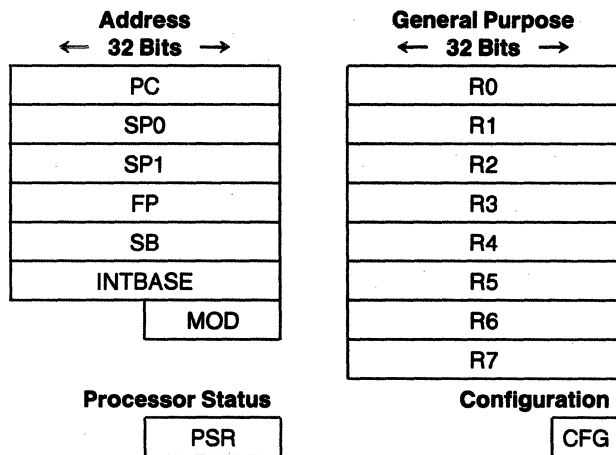 Address
← 32 Bits →
PC
SP0
SP1
FP
SB
INTBASE
MOD
General Purpose
← 32 Bits →
R0
R1
R2
R3
R4
R5
R6
R7
Processor Status
PSR
Configuration
CFG